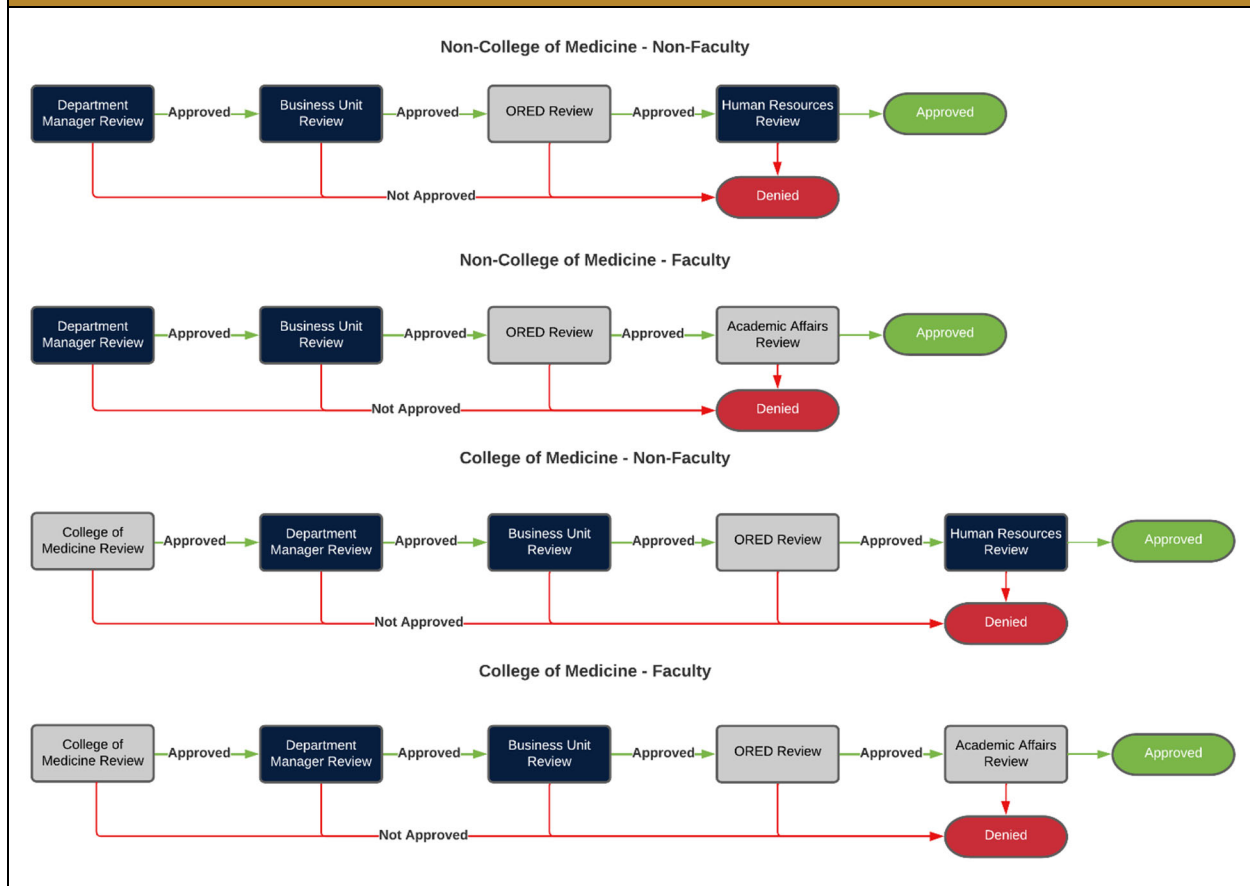 Non-College of Medicine - Non-Faculty
Department
Manager Review
Approved
Business Unit
Review
Approved
ORED Review
Approved
Human Resources
Review
Approved
Not Approved
Denied
Non-College of Medicine - Faculty
Department
Manager Review
Approved
Business Unit
Review
Approved
ORED Review
Approved
Academic Affairs
Review
Approved
Not Approved
Denied
College of Medicine - Non-Faculty
College of
Medicine Review
Approved
Department
Manager Review
Approved
Business Unit
Review
Approved
ORED Review
Approved
Human Resources
Review
Approved
Not Approved
Denied
College of Medicine - Faculty
College of
Medicine Review
Approved
Department
Manager Review
Approved
Business Unit
Review
Approved
ORED Review
Approved
Academic Affairs
Review
Approved
Not Approved
Denied